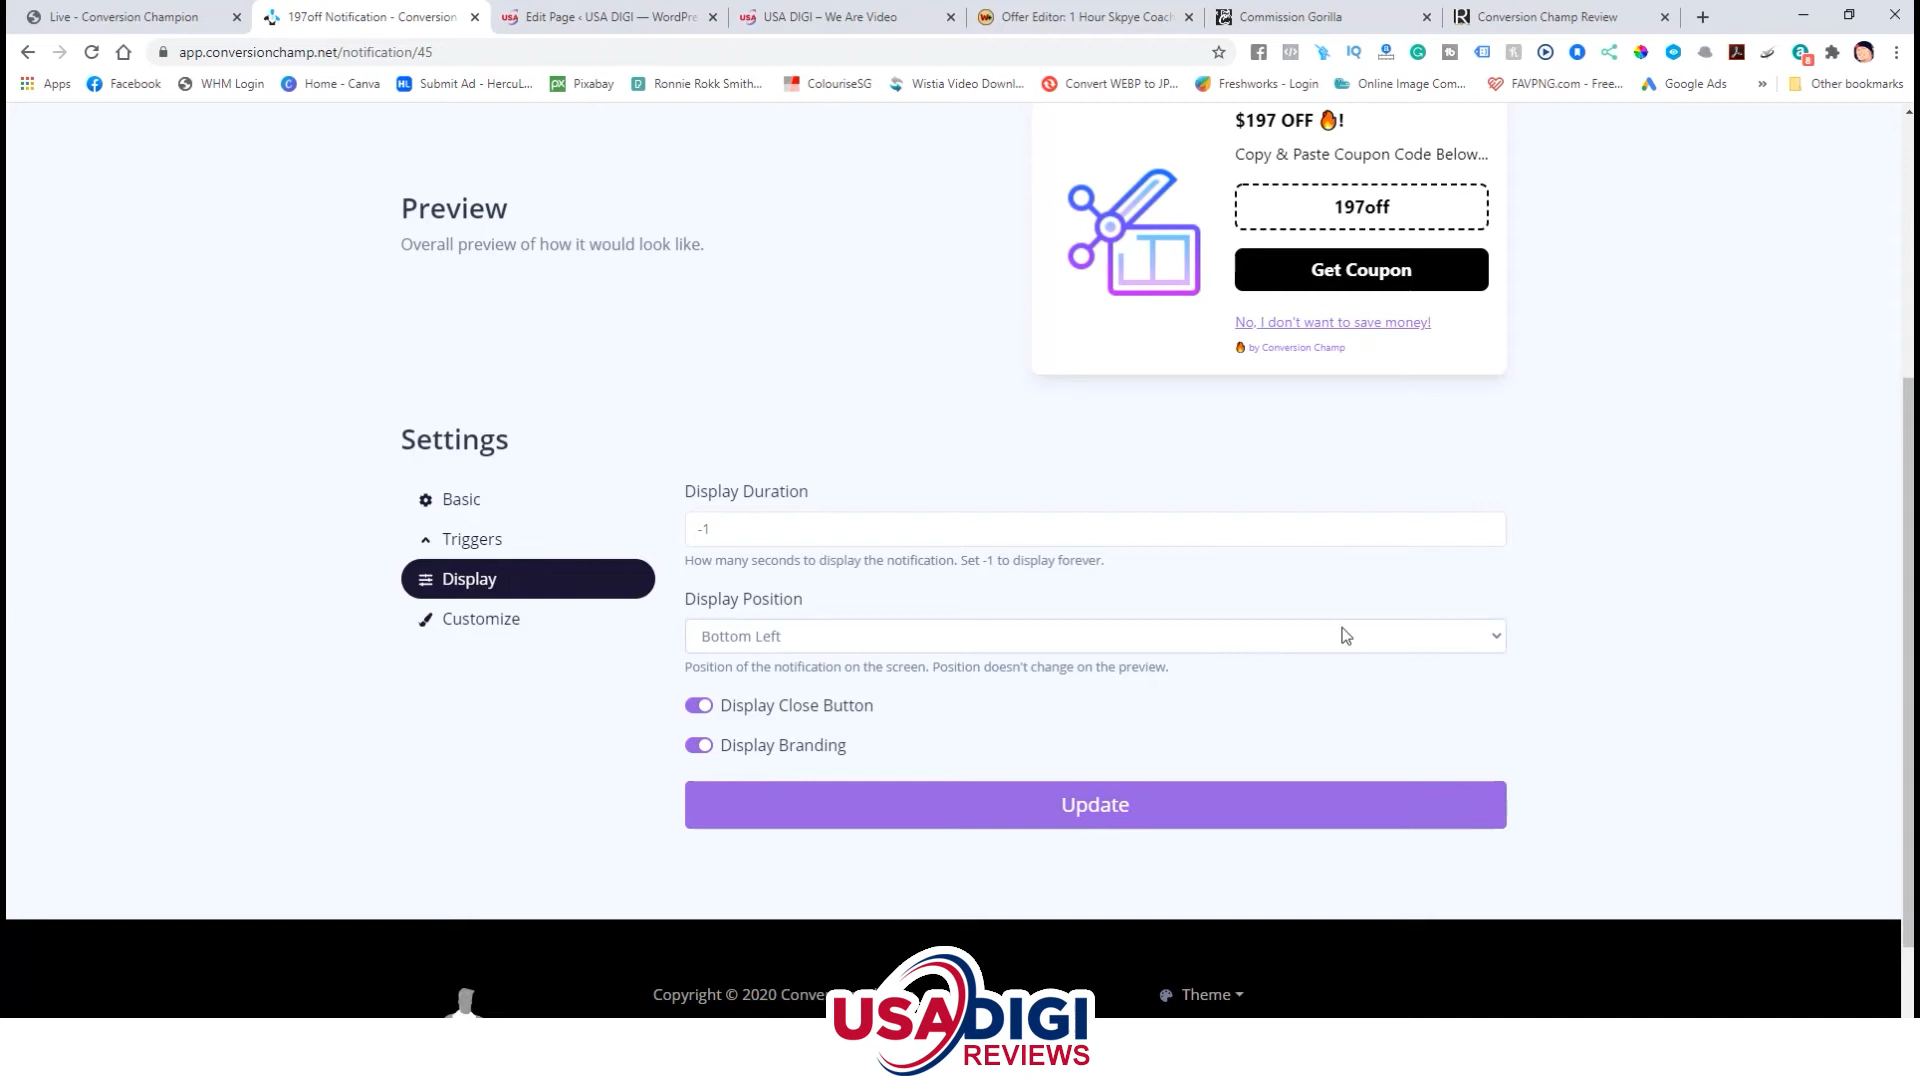 Live - Conversion Champion
197off Notification - Conversion
Edit Page ‹ USA DIGI — WordPre
USA DIGI – We Are Video
Offer Editor: 1 Hour Skpye Coach
Commission Gorilla
Conversion Champ Review
app.conversionchamp.net/notification/45
Apps
Facebook
WHM Login
Home - Canva
Submit Ad - HercuL...
Pixabay
Ronnie Rokk Smith...
ColouriseSG
Wistia Video Downl...
Convert WEBP to JP...
Freshworks - Login
Online Image Com...
FAVPNG.com - Free...
Google Ads
Other bookmarks
$197 OFF 🔥!
Copy & Paste Coupon Code Below...
197off
Get Coupon
No, I don't want to save money!
🔥 by Conversion Champ
Preview
Overall preview of how it would look like.
Settings
Basic
Triggers
Display
Customize
Display Duration
-1
How many seconds to display the notification. Set -1 to display forever.
Display Position
Bottom Left
Position of the notification on the screen. Position doesn't change on the preview.
Display Close Button
Display Branding
Update
Copyright © 2020 Conve
Theme
USA DIGI
REVIEWS